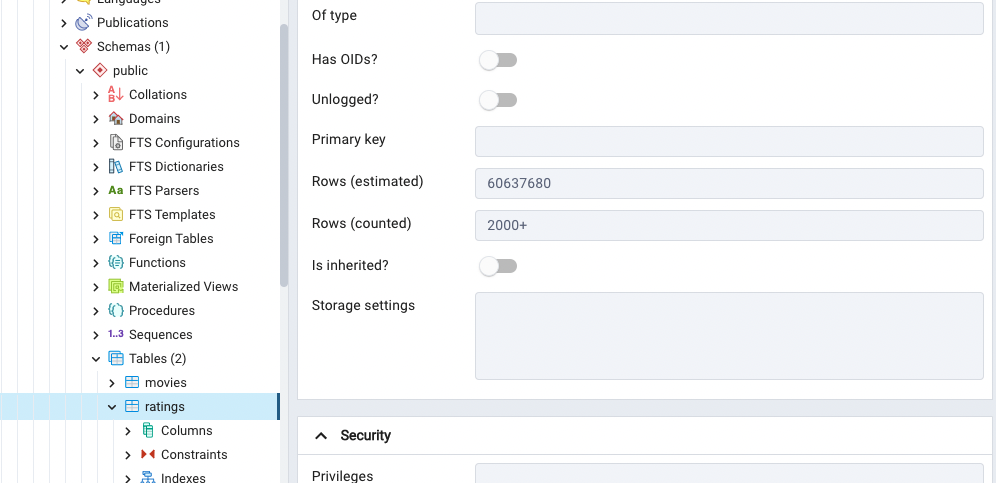 Languages
Publications
Schemas (1)
public
Collations
Domains
FTS Configurations
FTS Dictionaries
Aa FTS Parsers
FTS Templates
Foreign Tables
Functions
Materialized Views
Procedures
1..3 Sequences
Tables (2)
movies
ratings
Columns
Constraints
Indexes
Of type
Has OIDs?
Unlogged?
Primary key
Rows (estimated) 60637680
Rows (counted) 2000+
Is inherited?
Storage settings
Security
Privileges